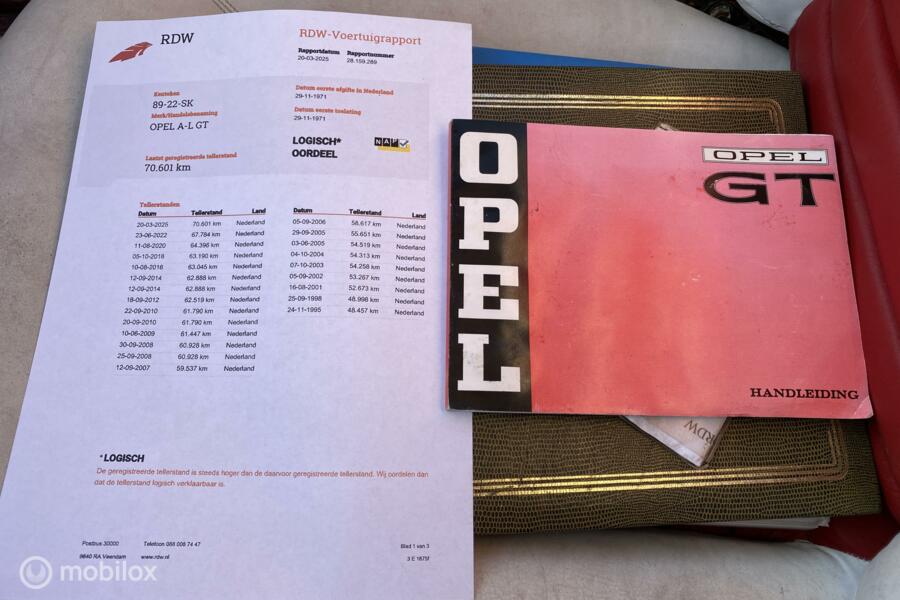 RDW
RDW-Voertuigrapport
Rapportdatum Rapportnummer
20-03-2025 28.159.289
Kenteken
89-22-SK
Merk/Handelsbenaming
OPEL A-L GT
Laatst geregistreerde tellerstand
70.601 km
Datum eerste afgifte in Nederland
29-11-1971
Datum eerste toelating
29-11-1971
LOGISCH*
OORDEEL
NAP
Tellerstanden
Datum Tellerstand Land
20-03-2025 70.601 km Nederland
23-06-2022 67.784 km Nederland
11-08-2020 64.396 km Nederland
05-10-2018 63.190 km Nederland
10-08-2016 63.045 km Nederland
12-09-2014 62.888 km Nederland
12-09-2014 62.888 km Nederland
18-09-2012 62.519 km Nederland
22-09-2010 61.790 km Nederland
20-09-2010 61.790 km Nederland
10-06-2009 61.447 km Nederland
30-09-2008 60.928 km Nederland
25-09-2008 60.928 km Nederland
12-09-2007 59.537 km Nederland
Datum Tellerstand Land
05-09-2006 58.617 km Nederland
29-09-2005 55.651 km Nederland
03-06-2005 54.519 km Nederland
04-10-2004 54.313 km Nederland
07-10-2003 54.258 km Nederland
05-09-2002 53.267 km Nederland
16-08-2001 52.673 km Nederland
25-09-1998 48.998 km Nederland
24-11-1995 48.457 km Nederland
*LOGISCH
De geregistreerde tellerstand is steeds hoger dan de daarvoor geregistreerde tellerstand. Wij oordelen dan
dat de tellerstand logisch verklaarbaar is.
Postbus 30000 Telefoon 088 008 74 47
9640 RA Veendam www.rdw.nl
Blad 1 van 3
3 E 1675f
OPEL
OPEL
GT
HANDLEIDING
RDW
mobilox